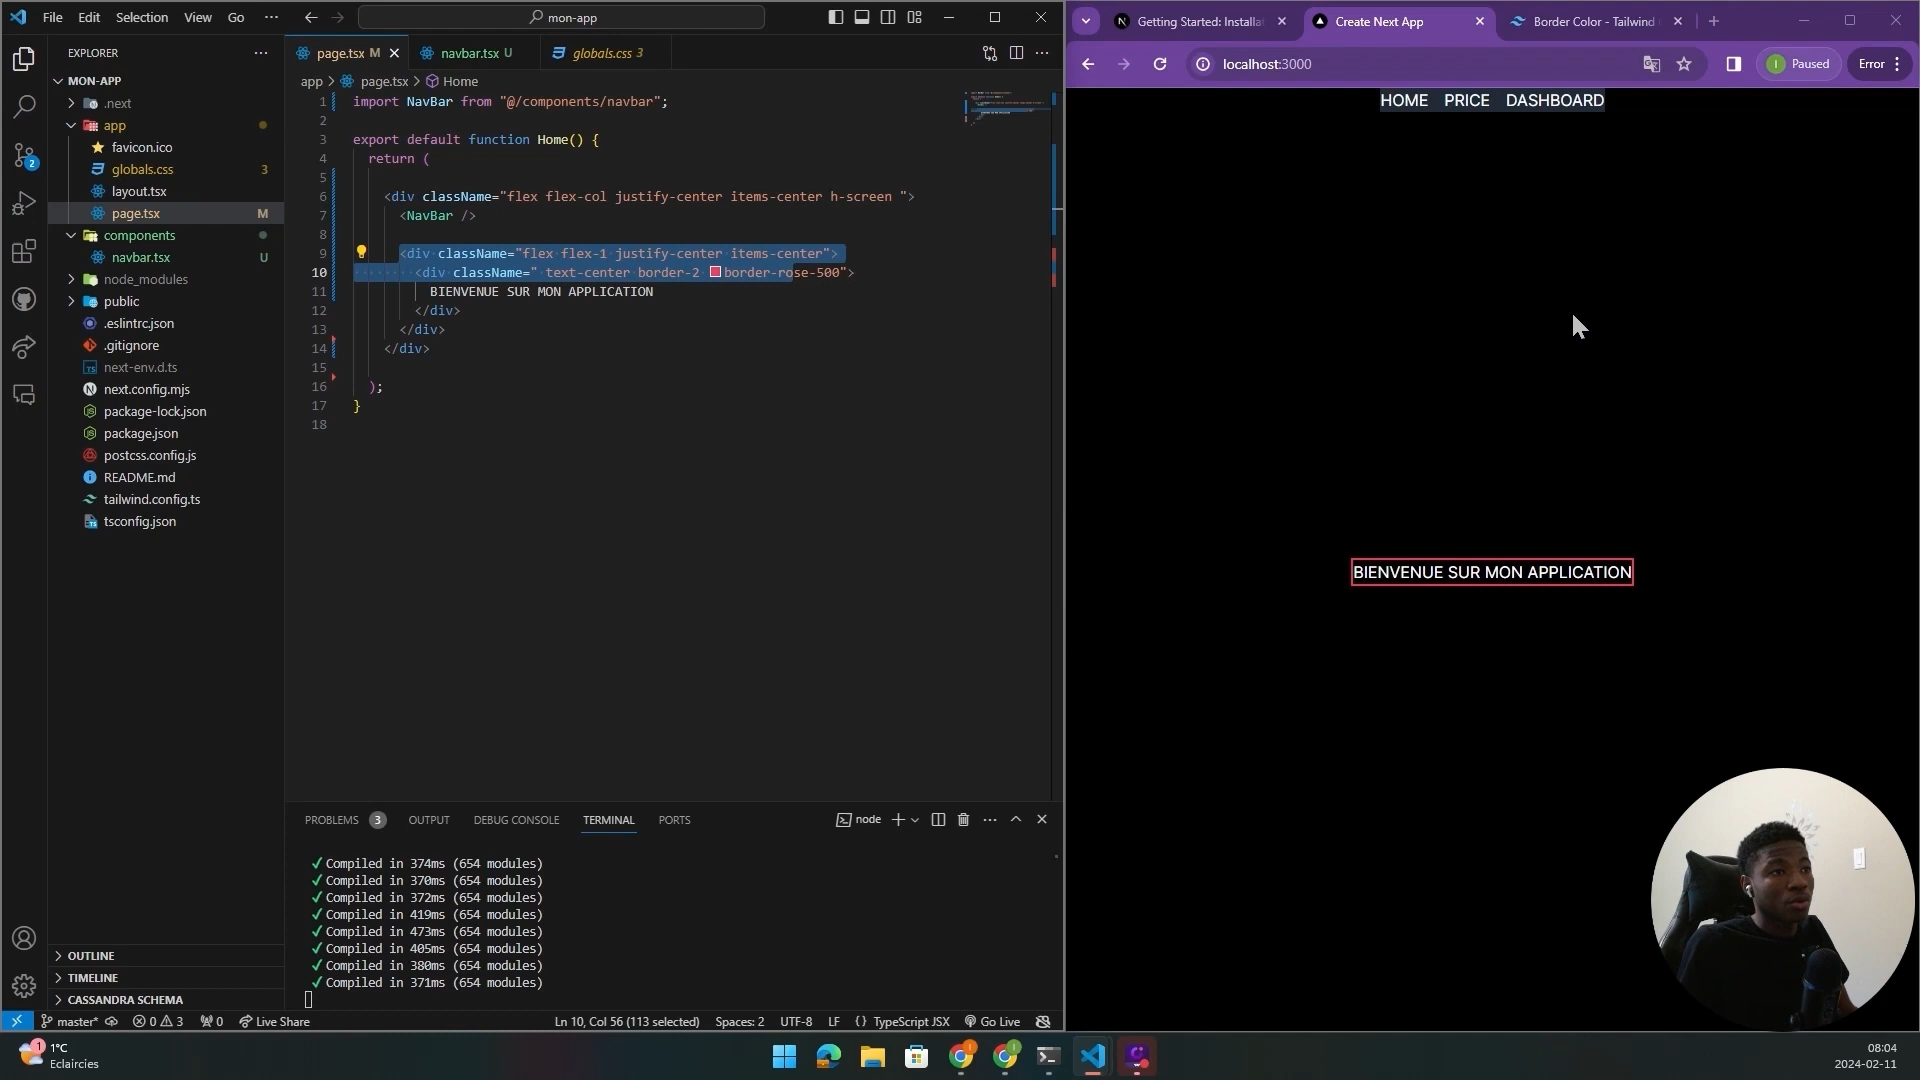 File Edit Selection View Go ··· mon-app
EXPLORER ···
MON-APP
.next
app
favicon.ico
globals.css 3
layout.tsx
page.tsx M
components
navbar.tsx U
node_modules
public
.eslintrc.json
.gitignore
next-env.d.ts
next.config.mjs
package-lock.json
package.json
postcss.config.js
README.md
tailwind.config.ts
tsconfig.json
OUTLINE
TIMELINE
CASSANDRA SCHEMA
page.tsx M navbar.tsx U globals.css 3
app > page.tsx > Home
1 import NavBar from "@/components/navbar";
2
3 export default function Home() {
4 return (
5
6 <div className="flex flex-col justify-center items-center h-screen ">
7 <NavBar />
8
9 <div className="flex flex-1 justify-center items-center">
10 <div className=" text-center border-2 border-rose-500">
11 BIENVENUE SUR MON APPLICATION
12 </div>
13 </div>
14 </div>
15
16 );
17 }
18
PROBLEMS 3 OUTPUT DEBUG CONSOLE TERMINAL PORTS node
✓ Compiled in 374ms (654 modules)
✓ Compiled in 370ms (654 modules)
✓ Compiled in 372ms (654 modules)
✓ Compiled in 419ms (654 modules)
✓ Compiled in 473ms (654 modules)
✓ Compiled in 405ms (654 modules)
✓ Compiled in 380ms (654 modules)
✓ Compiled in 371ms (654 modules)
master* 0 3 0 Live Share Ln 10, Col 56 (113 selected) Spaces: 2 UTF-8 LF {} TypeScript JSX Go Live
Getting Started: Installa Create Next App Border Color - Tailwind
localhost:3000 I Paused Error
HOME PRICE DASHBOARD
BIENVENUE SUR MON APPLICATION
1 1°C
Eclaircies
08:04
2024-02-11